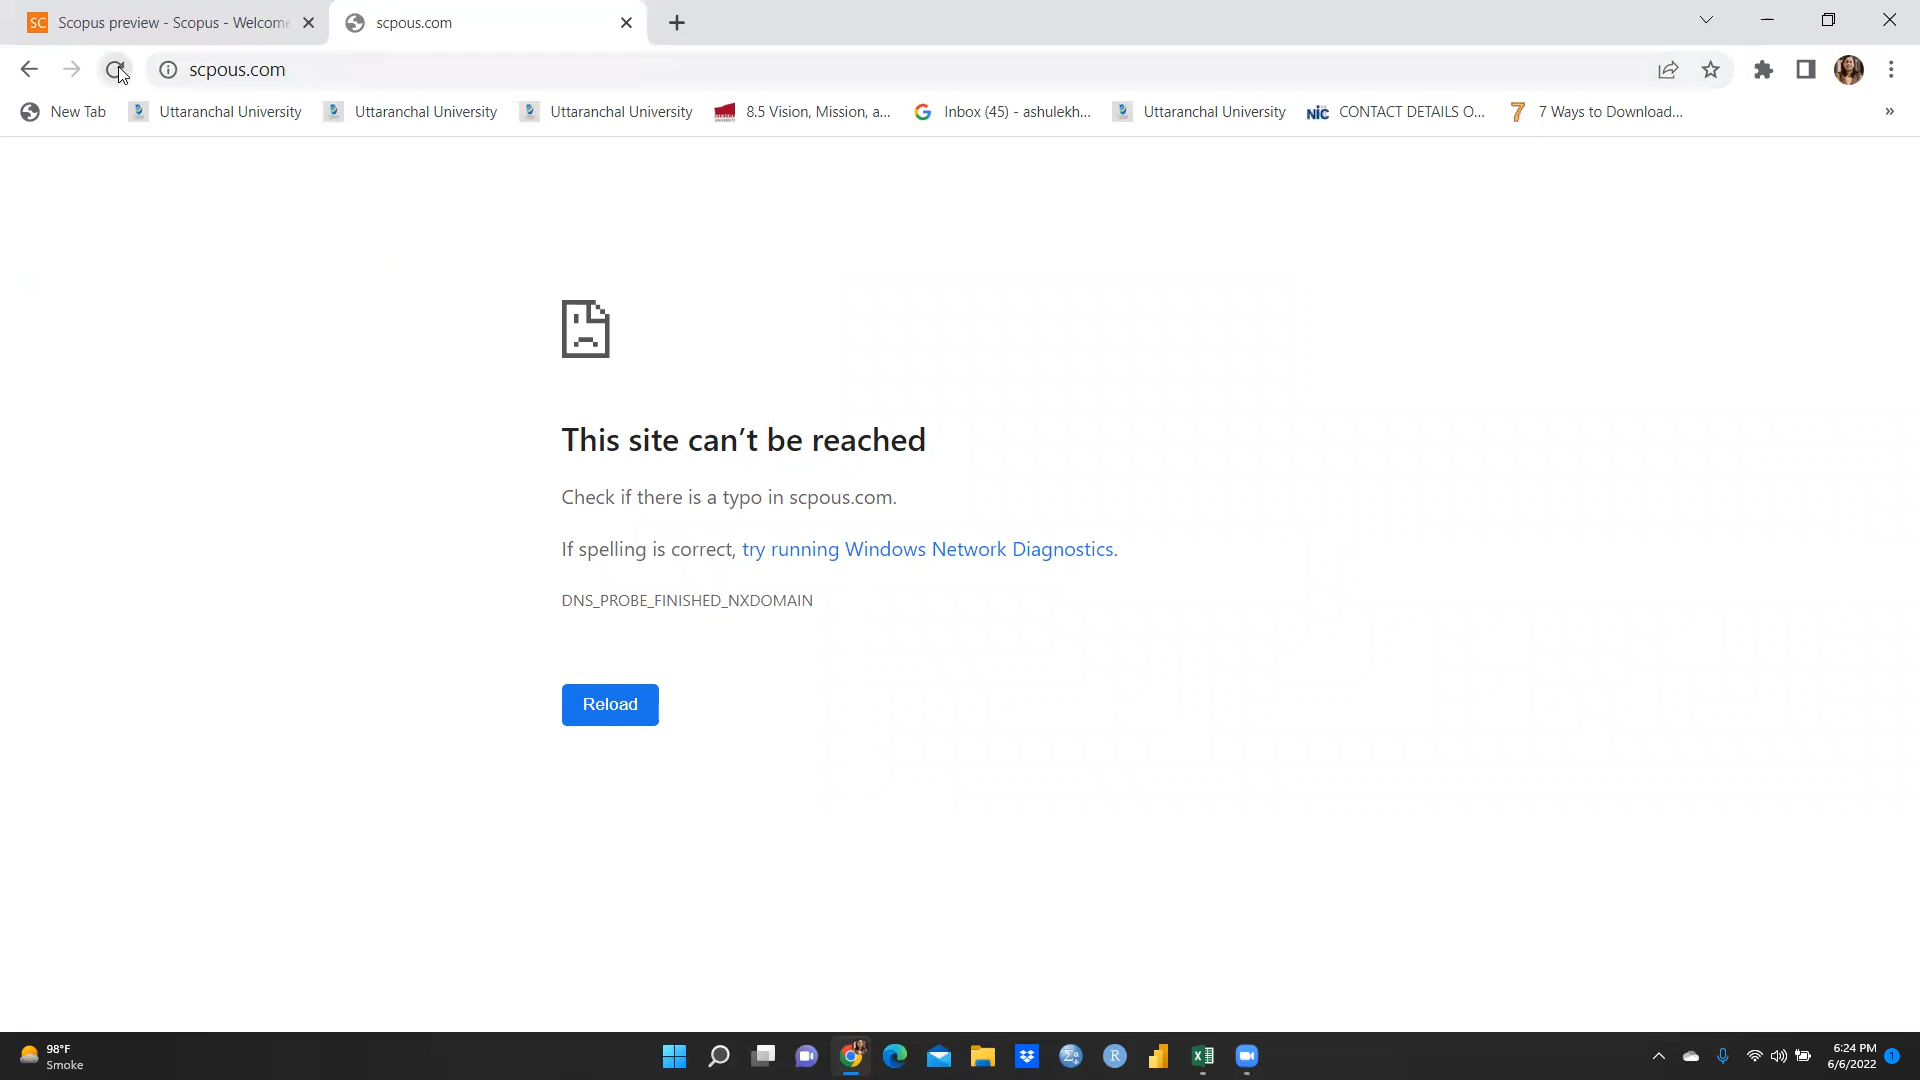 SC Scopus preview - Scopus - Welcome
scpous.com
scpous.com
New Tab
Uttaranchal University
Uttaranchal University
Uttaranchal University
8.5 Vision, Mission, a...
Inbox (45) - ashulekh...
Uttaranchal University
NIC CONTACT DETAILS O...
7 Ways to Download...
This site can’t be reached
Check if there is a typo in scpous.com.
If spelling is correct, try running Windows Network Diagnostics.
DNS_PROBE_FINISHED_NXDOMAIN
Reload
98°F
Smoke
6:24 PM
6/6/2022
1